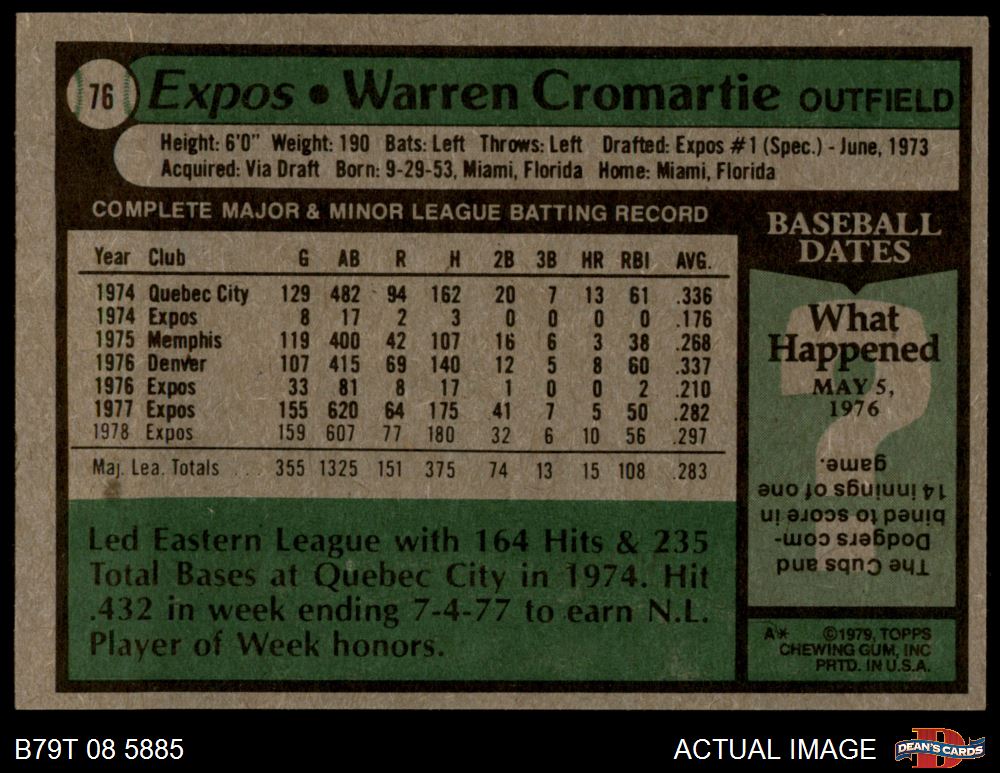 76 Expos • Warren Cromartie OUTFIELD
Height: 6'0" Weight: 190 Bats: Left Throws: Left Drafted: Expos #1 (Spec.) - June, 1973
Acquired: Via Draft Born: 9-29-53, Miami, Florida Home: Miami, Florida
COMPLETE MAJOR & MINOR LEAGUE BATTING RECORD
Year Club G AB R H 2B 3B HR RBI AVG.
1974 Quebec City 129 482 94 162 20 7 13 61 .336
1974 Expos 8 17 2 3 0 0 0 0 .176
1975 Memphis 119 400 42 107 16 6 3 38 .268
1976 Denver 107 415 69 140 12 5 8 60 .337
1976 Expos 33 81 8 17 1 0 0 2 .210
1977 Expos 155 620 64 175 41 7 5 50 .282
1978 Expos 159 607 77 180 32 6 10 56 .297
Maj. Lea. Totals . . . 355 1325 151 375 74 13 15 108 .283
Led Eastern League with 164 Hits & 235
Total Bases at Quebec City in 1974. Hit
.432 in week ending 7-4-77 to earn N.L.
Player of Week honors.
BASEBALL
DATES
What
Happened
MAY 5,
1976
The Cubs and
Dodgers com-
bined to score in
14 innings of one
game.
A* ©1979, TOPPS
CHEWING GUM, INC
PRTD. IN U.S.A.
B79T 08 5885
ACTUAL IMAGE
D
DEAN'S CARDS